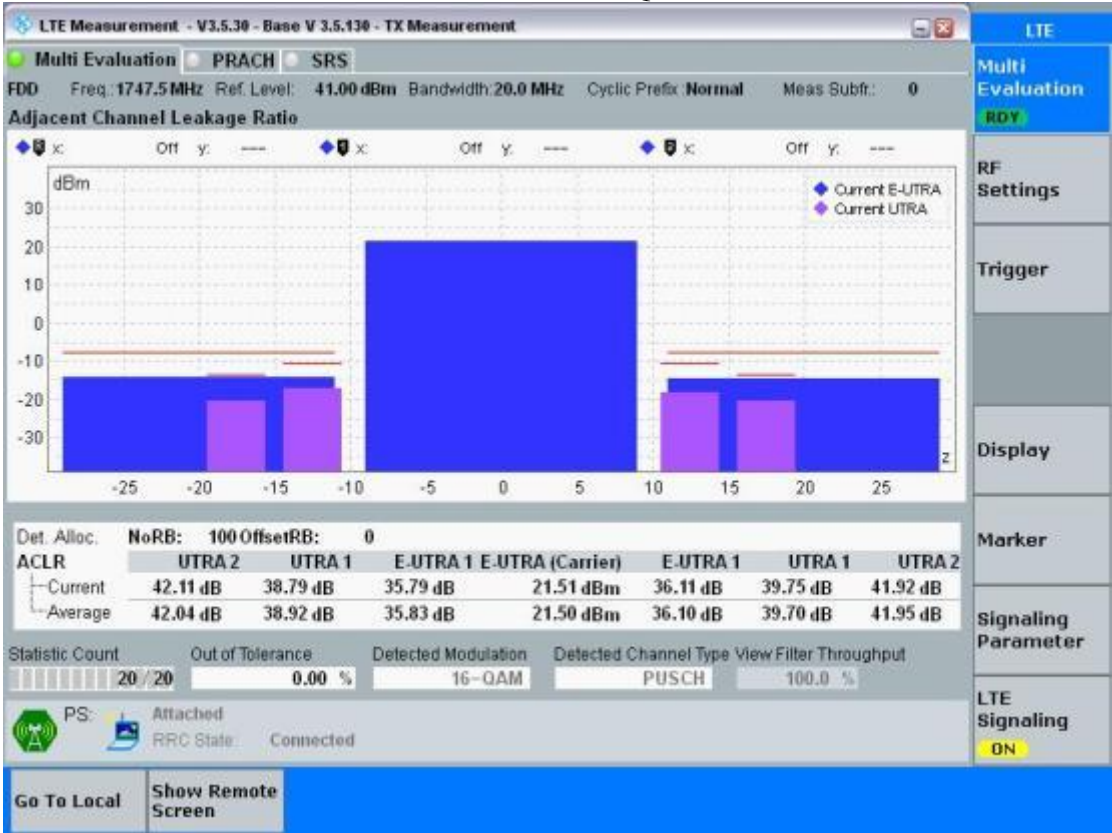 LTE Measurement - V3.5.30 - Base V 3.5.130 - TX Measurement
LTE
Multi Evaluation PRACH SRS
Multi
Evaluation
RDY
FDD Freq.: 1747.5 MHz Ref. Level: 41.00 dBm Bandwidth: 20.0 MHz Cyclic Prefix: Normal Meas Subfr.: 0
Adjacent Channel Leakage Ratio
x: Off y: --- x: Off y: --- x: Off y: ---
dBm
Current E-UTRA
Current UTRA
30
20
10
0
-10
-20
-30
z
-25 -20 -15 -10 -5 0 5 10 15 20 25
RF
Settings
Trigger
Display
Marker
Signaling
Parameter
LTE
Signaling
ON
Det. Alloc. NoRB: 100 OffsetRB: 0
ACLR UTRA 2 UTRA 1 E-UTRA 1 E-UTRA (Carrier) E-UTRA 1 UTRA 1 UTRA 2
Current 42.11 dB 38.79 dB 35.79 dB 21.51 dBm 36.11 dB 39.75 dB 41.92 dB
Average 42.04 dB 38.92 dB 35.83 dB 21.50 dBm 36.10 dB 39.70 dB 41.95 dB
Statistic Count Out of Tolerance Detected Modulation Detected Channel Type View Filter Throughput
20 / 20 0.00 % 16-QAM PUSCH 100.0 %
PS: Attached
RRC State: Connected
Go To Local
Show Remote
Screen